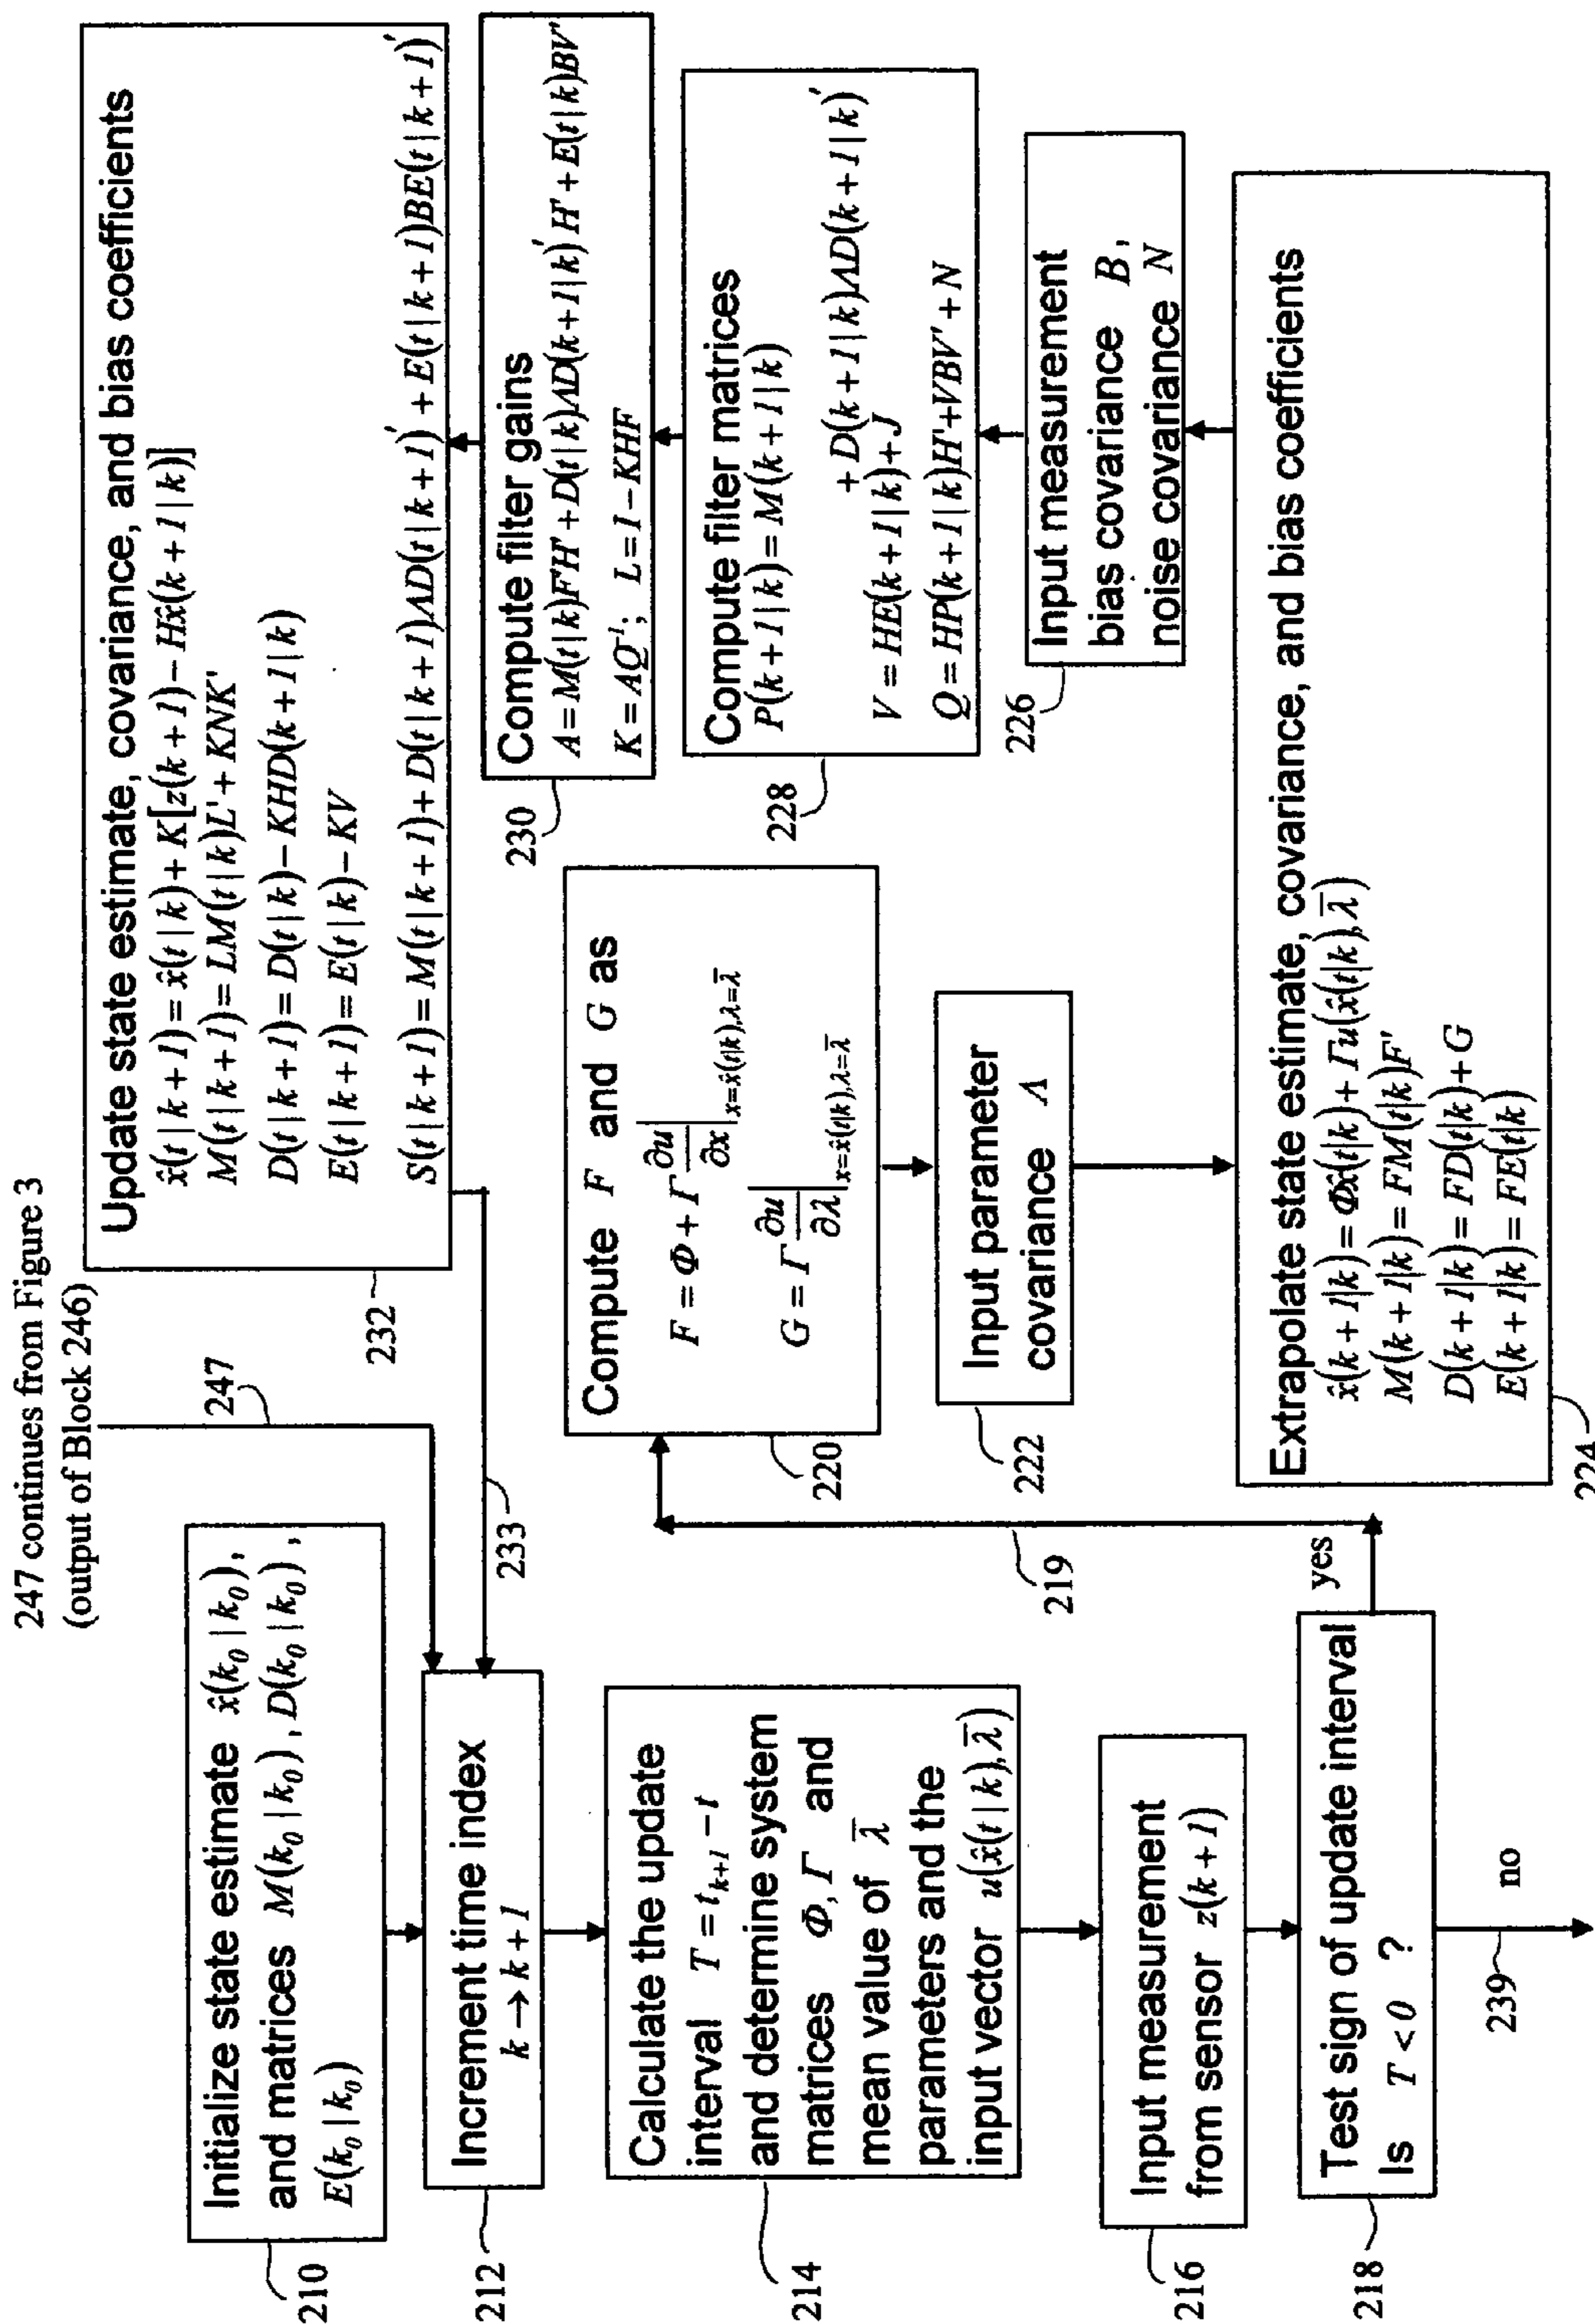 247 continues from Figure 3
(output of Block 246)
247
Initialize state estimate x̂(k₀ | k₀),
and matrices M(k₀ | k₀), D(k₀ | k₀),
E(k₀ | k₀)
210
Increment time index
k → k + 1
212
233
Calculate the update
interval T = tₖ₊₁ − t
and determine system
matrices Φ, Γ and
mean value of λ̄
parameters and the
input vector u(x̂(t | k), λ̄)
214
Input measurement
from sensor z(k + 1)
216
Test sign of update interval
Is T < 0 ?
218
yes
no
239
219
Compute F and G as
F = Φ + Γ ∂u/∂x |x=x̂(t|k),λ=λ̄
G = Γ ∂u/∂λ |x=x̂(t|k),λ=λ̄
220
Input parameter
covariance Λ
222
Extrapolate state estimate, covariance, and bias coefficients
x̂(k + 1|k) = Φx̂(t|k) + Γu(x̂(t|k), λ̄)
M(k + 1|k) = FM(t|k)F'
D(k + 1|k) = FD(t|k) + G
E(k + 1|k) = FE(t|k)
224
Input measurement
bias covariance B,
noise covariance N
226
Compute filter matrices
P(k + 1 | k) = M(k + 1 | k)
+ D(k + 1 | k)ΛD(k + 1 | k)'
V = HE(k + 1 | k) + J
Q = HP(k + 1 | k)H' + VBV' + N
228
Compute filter gains
A = M(t | k)F'H' + D(t | k)ΛD(k + 1 | k)'H' + E(t | k)BV'
K = AQ⁻¹; L = I − KHF
230
Update state estimate, covariance, and bias coefficients
x̂(t | k + 1) = x̂(t | k) + K[z(k + 1) − Hx̂(k + 1 | k)]
M(t | k + 1) = LM(t | k)L' + KNK'
D(t | k + 1) = D(t | k) − KHD(k + 1 | k)
E(t | k + 1) = E(t | k) − KV
S(t | k + 1) = M(t | k + 1) + D(t | k + 1)ΛD(t | k + 1)' + E(t | k + 1)BE(t | k + 1)'
232